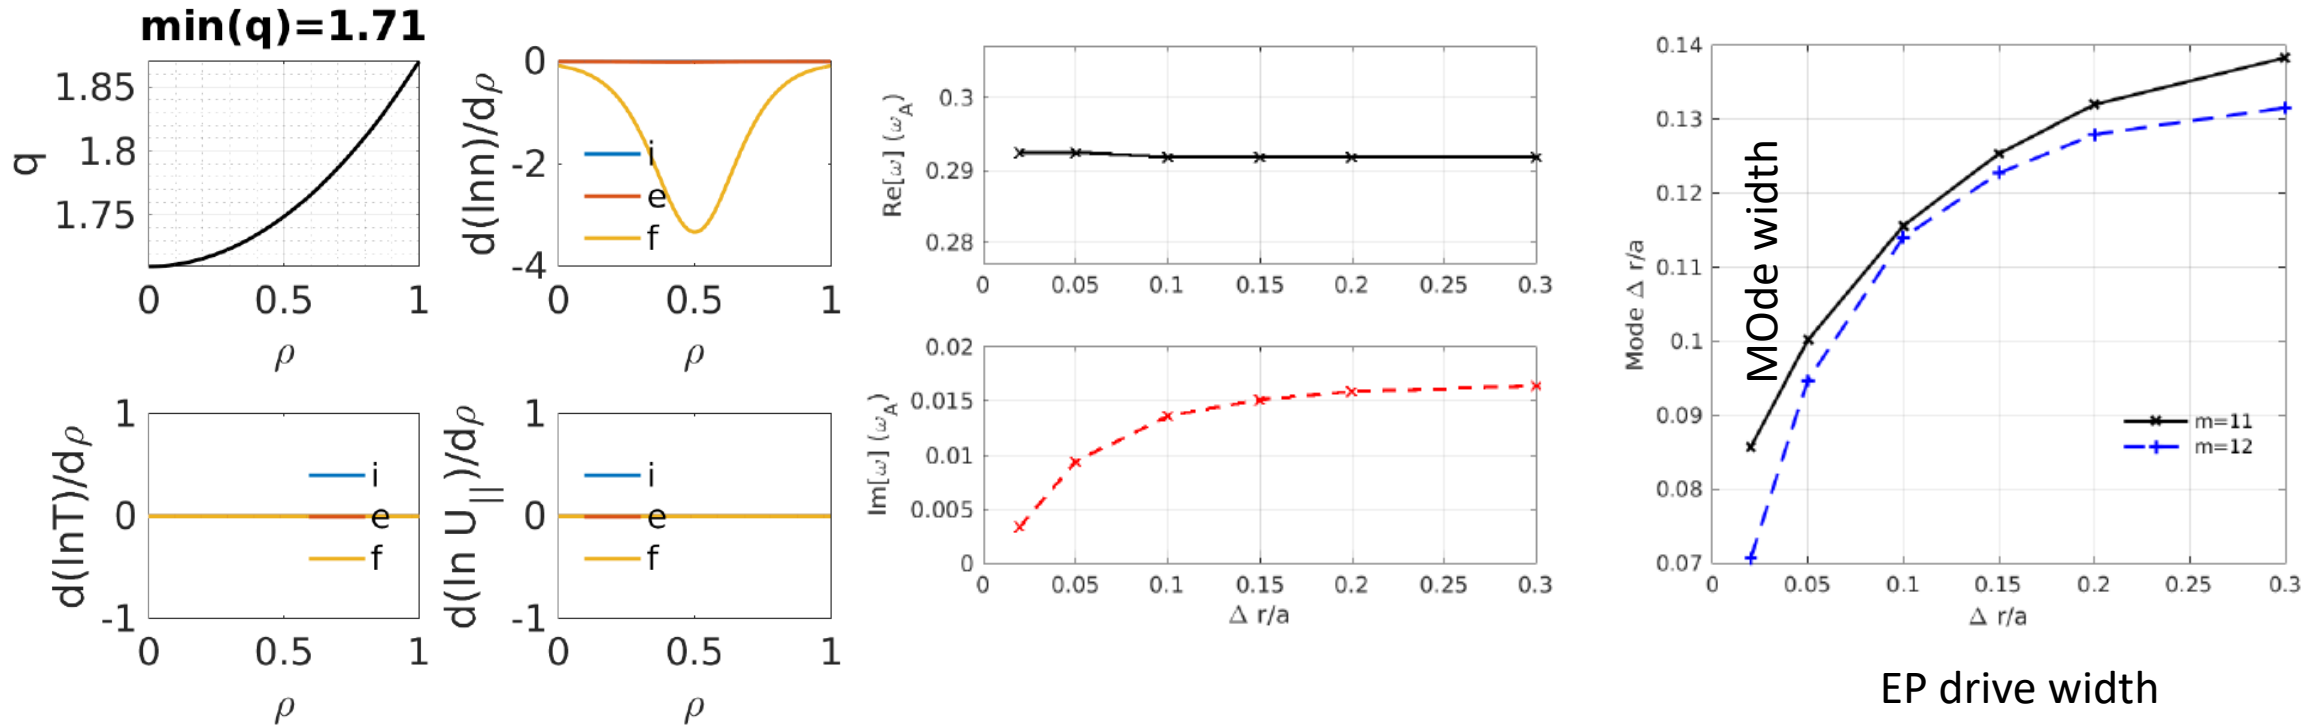 min(q)=1.71
1.85
1.8
1.75
q
0
0.5
1
ρ
0
-2
-4
d(lnn)/dρ
i
e
f
0
0.5
1
ρ
1
0
-1
d(lnT)/dρ
i
e
f
0
0.5
1
ρ
1
0
-1
d(ln U||)/dρ
i
e
f
0
0.5
1
ρ
0.3
0.29
0.28
Re[ω] (ωA)
0
0.05
0.1
0.15
0.2
0.25
0.3
0.02
0.015
0.01
0.005
0
Im[ω] (ωA)
0
0.05
0.1
0.15
0.2
0.25
0.3
Δ r/a
0.14
0.13
0.12
0.11
0.1
0.09
0.08
0.07
Mode Δ r/a
MOde width
m=11
m=12
0
0.05
0.1
0.15
0.2
0.25
0.3
Δ r/a
EP drive width